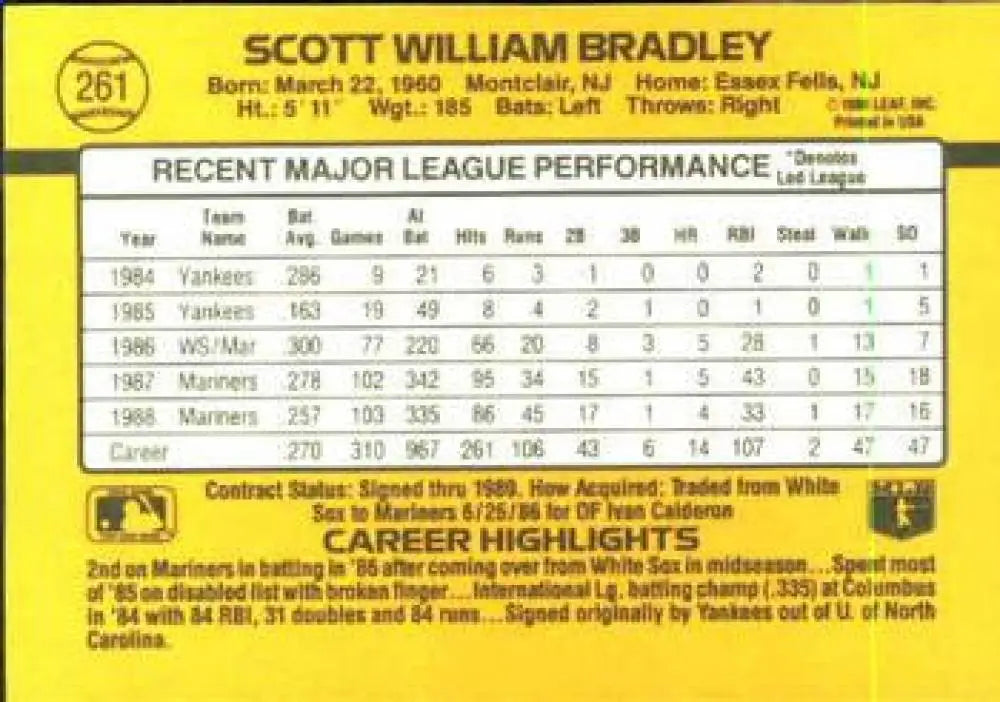 261
SCOTT WILLIAM BRADLEY
Born: March 22, 1960 Montclair, NJ Home: Essex Fells, NJ
Ht.: 5'11" Wgt.: 185 Bats: Left Throws: Right © LEAF, INC.
Printed in USA
RECENT MAJOR LEAGUE PERFORMANCE *Denotes Led League
Year Team Name Bat Avg. Games At Bat Hits Runs 2B 3B HR RBI Steal Walk SO
1984 Yankees .286 9 21 6 3 1 0 0 2 0 1 1
1985 Yankees .163 19 49 8 4 2 1 0 1 0 1 5
1986 WS/Mar .300 77 220 66 20 8 3 5 28 1 13 7
1987 Mariners .278 102 342 95 34 15 1 5 43 0 15 18
1988 Mariners .257 103 335 86 45 17 1 4 33 1 17 16
Career .270 310 967 261 106 43 6 14 107 2 47 47
Contract Status: Signed thru 1989. How Acquired: Traded from White
Sox to Mariners 6/25/86 for OF Ivan Calderon
CAREER HIGHLIGHTS
2nd on Mariners in batting in '86 after coming over from White Sox in midseason...Spent most
of '85 on disabled list with broken finger...International Lg. batting champ (.335) at Columbus
in '84 with 84 RBI, 31 doubles and 84 runs...Signed originally by Yankees out of U. of North
Carolina.